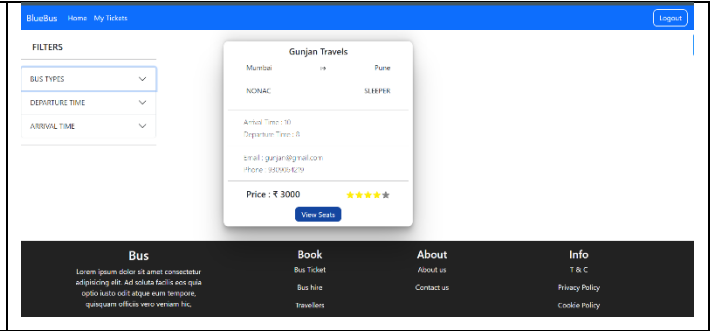 BlueBus Home My Tickets Logout
FILTERS
BUS TYPES
DEPARTURE TIME
ARRIVAL TIME
Gunjan Travels
Mumbai → Pune
NONAC SLEEPER
Arrival Time : 10
Departure Time : 8
Email : gunjan@gmail.com
Phone :
Price : ₹ 3000
View Seats
Bus
Lorem ipsum dolor sit amet consectetur
adipisicing elit. Ad soluta facilis eos quia
optio iusto odit atque eum tempore,
quisquam officiis vero veniam hic,
Book
Bus Ticket
Bus hire
Travellers
About
About us
Contact us
Info
T & C
Privacy Policy
Cookie Policy